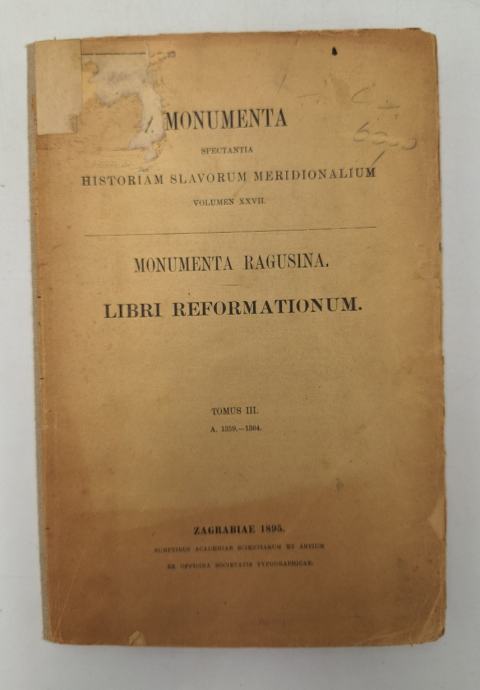 MONUMENTA
SPECTANTIA
HISTORIAM SLAVORUM MERIDIONALIUM
VOLUMEN XXVII.
MONUMENTA RAGUSINA.
LIBRI REFORMATIONUM.
TOMUS III.
A. 1359.—1364.
ZAGRABIAE 1895.
SUMPTIBUS ACADEMIAE SCIENTIARUM ET ARTIUM
EX OFFICINA SOCIETATIS TYPOGRAPHICAE.